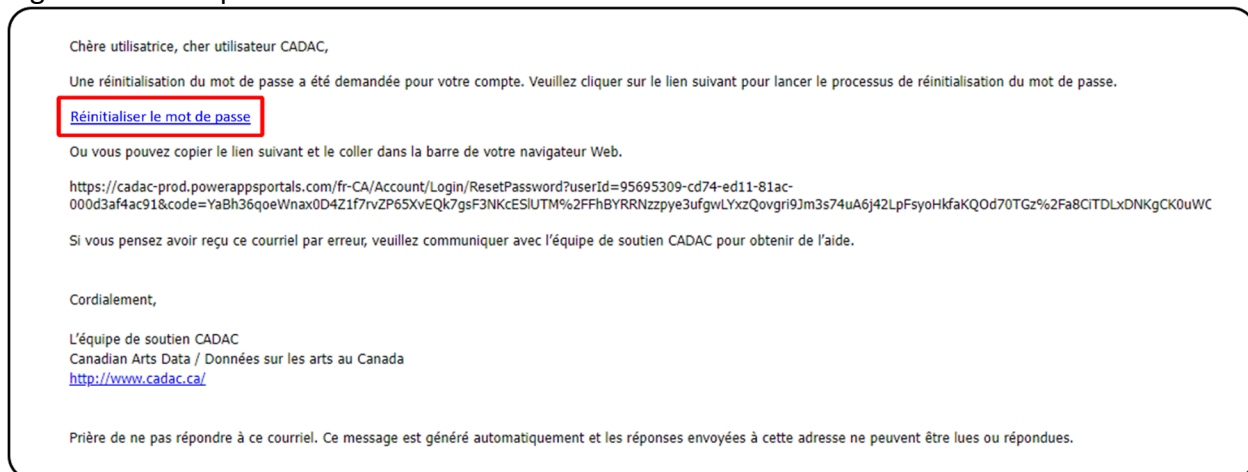 Chère utilisatrice, cher utilisateur CADAC,
Une réinitialisation du mot de passe a été demandée pour votre compte. Veuillez cliquer sur le lien suivant pour lancer le processus de réinitialisation du mot de passe.
Réinitialiser le mot de passe
Ou vous pouvez copier le lien suivant et le coller dans la barre de votre navigateur Web.
https://cadac-prod.powerappsportals.com/fr-CA/Account/Login/ResetPassword?userId=95695309-cd74-ed11-81ac-
000d3af4ac91&code=YaBh36qoeWnax0D4Z1f7rvZP65XvEQk7gsF3NKcESlUTM%2FFhBYRRNzzpye3ufgwLYxzQovgri9Jm3s74uA6j42LpFsyoHkfaKQOd70TGz%2Fa8CiTDLxDNKgCK0uWC
Si vous pensez avoir reçu ce courriel par erreur, veuillez communiquer avec l'équipe de soutien CADAC pour obtenir de l'aide.
Cordialement,
L'équipe de soutien CADAC
Canadian Arts Data / Données sur les arts au Canada
http://www.cadac.ca/
Prière de ne pas répondre à ce courriel. Ce message est généré automatiquement et les réponses envoyées à cette adresse ne peuvent être lues ou répondues.